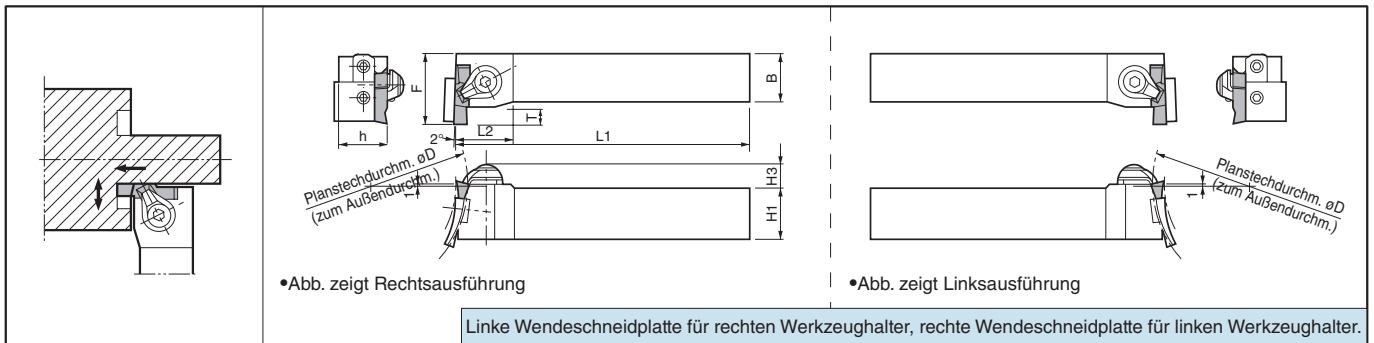 F
B
h
T
2°
L2
L1
Planstechdurchm. øD
(zum Außendurchm.)
1
H3
H1
•Abb. zeigt Rechtsausführung
Planstechdurchm. øD
(zum Außendurchm.)
1
•Abb. zeigt Linksausführung
Linke Wendeschneidplatte für rechten Werkzeughalter, rechte Wendeschneidplatte für linken Werkzeughalter.